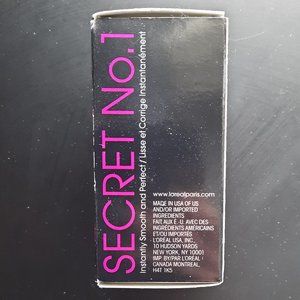 SECRET No.1
Instantly Smooth and Perfect / Lisse et Corrige Instantanément
www.lorealparis.com
MADE IN USA OF US
AND/OR IMPORTED
INGREDIENTS
FAIT AUX É.-U. AVEC DES
INGRÉDIENTS AMÉRICAINS
ET/OU IMPORTÉS
L'ORÉAL USA, INC.,
10 HUDSON YARDS
NEW YORK, NY 10001
IMP. BY/PAR L'ORÉAL
CANADA MONTREAL,
H4T 1K5